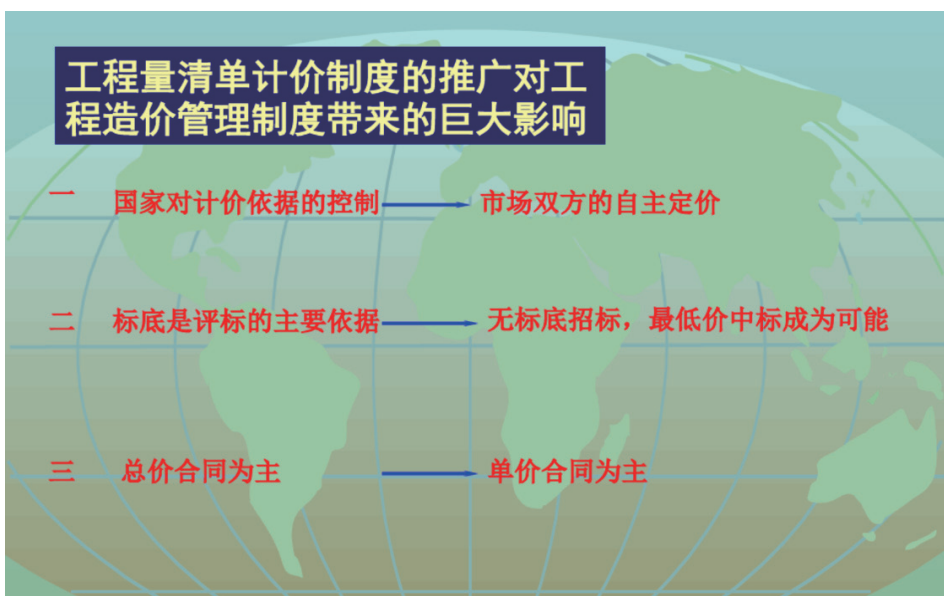 工程量清单计价制度的推广对工
程造价管理制度带来的巨大影响
一 国家对计价依据的控制 市场双方的自主定价
二 标底是评标的主要依据 无标底招标，最低价中标成为可能
三 总价合同为主 单价合同为主